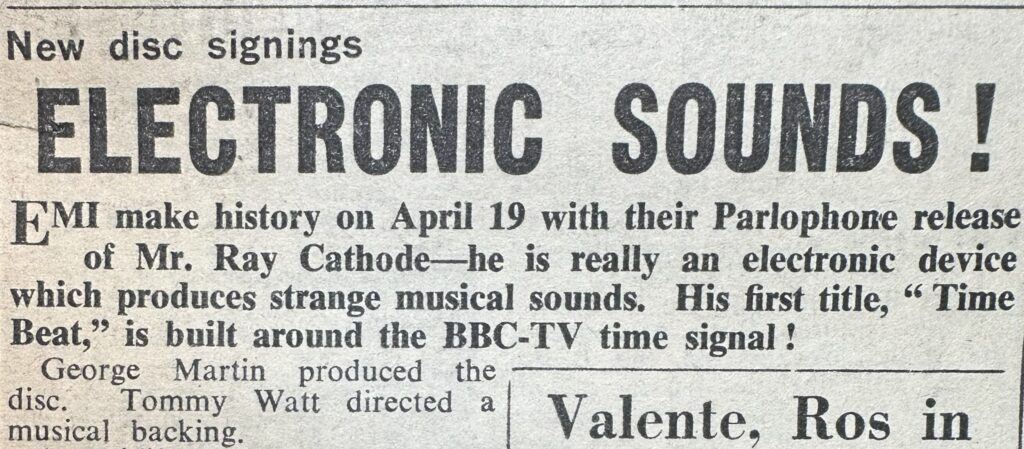 New disc signings
ELECTRONIC SOUNDS !
EMI make history on April 19 with their Parlophone release
of Mr. Ray Cathode—he is really an electronic device
which produces strange musical sounds. His first title, “ Time
Beat,” is built around the BBC-TV time signal !
George Martin produced the
disc. Tommy Watt directed a
musical backing.
Valente, Ros in